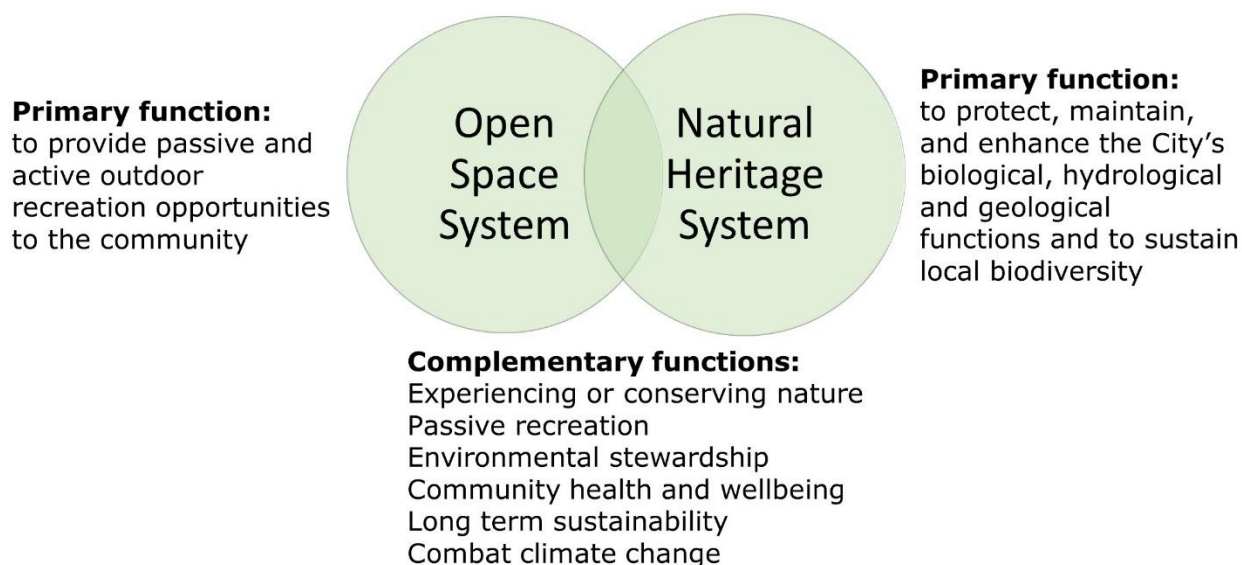 Primary function:
to provide passive and
active outdoor
recreation opportunities
to the community
Open
Space
System
Natural
Heritage
System
Primary function:
to protect, maintain,
and enhance the City’s
biological, hydrological
and geological
functions and to sustain
local biodiversity
Complementary functions:
Experiencing or conserving nature
Passive recreation
Environmental stewardship
Community health and wellbeing
Long term sustainability
Combat climate change